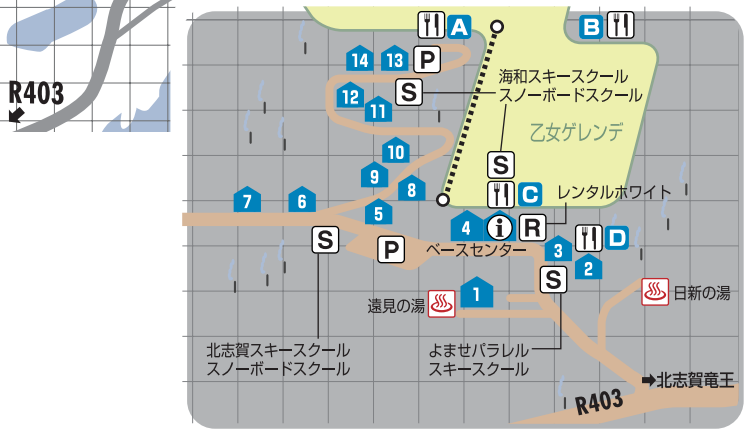 R403
A
B
14
13
P
海和スキースクール
スノーボードスクール
S
12
11
乙女ゲレンデ
10
S
9
8
C
レンタルホワイト
7
6
5
4
i
R
S
P
ベースセンター
3
D
2
S
1
遠見の湯
日新の湯
北志賀スキースクール
スノーボードスクール
よませパラレル
スキースクール
➡北志賀竜王
R403